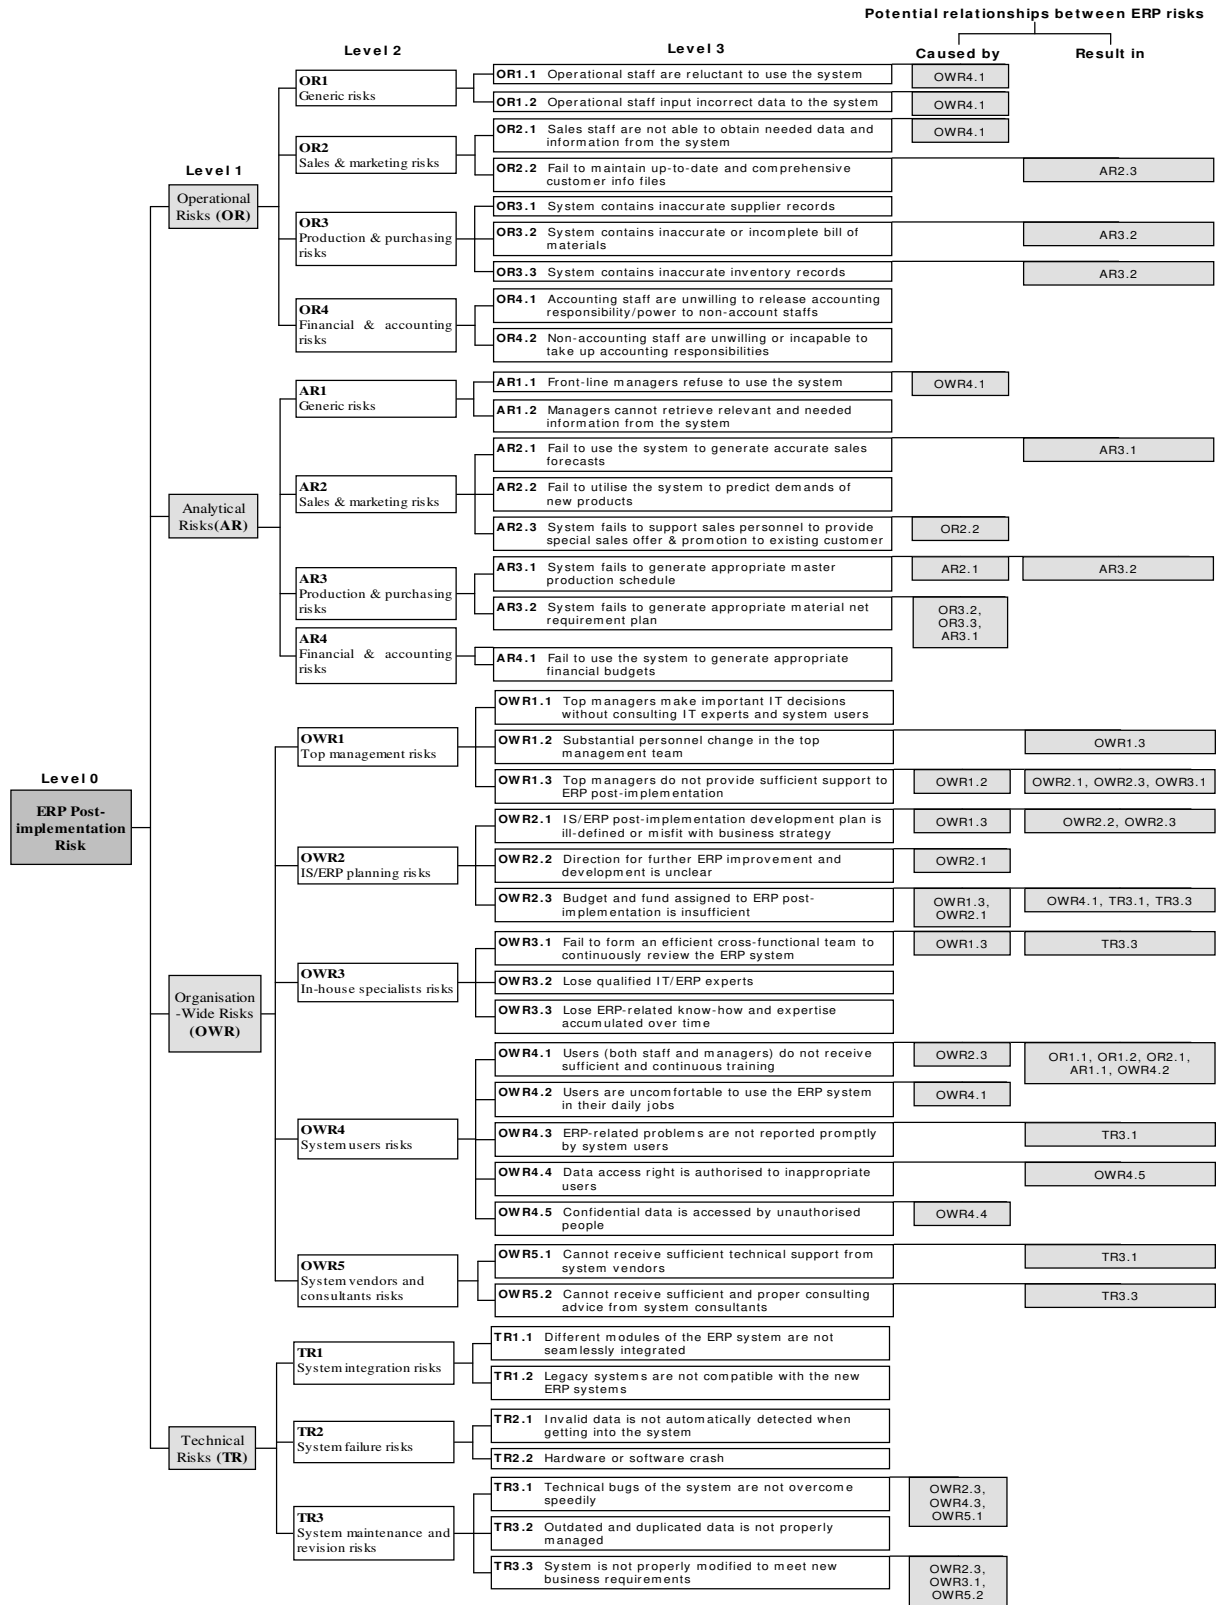 Potential relationships between ERP risks
Level 2
Level 3
Caused by
Result in
OR1
Generic risks
OR1.1 Operational staff are reluctant to use the system
OWR4.1
OR1.2 Operational staff input incorrect data to the system
OWR4.1
OR2
Sales & marketing risks
OR2.1 Sales staff are not able to obtain needed data and
information from the system
OWR4.1
OR2.2 Fail to maintain up-to-date and comprehensive
customer info files
AR2.3
Level 1
Operational
Risks (OR)
OR3
Production & purchasing
risks
OR3.1 System contains inaccurate supplier records
OR3.2 System contains inaccurate or incomplete bill of
materials
AR3.2
OR3.3 System contains inaccurate inventory records
AR3.2
OR4
Financial & accounting
risks
OR4.1 Accounting staff are unwilling to release accounting
responsibility/power to non-account staffs
OR4.2 Non-accounting staff are unwilling or incapable to
take up accounting responsibilities
AR1
Generic risks
AR1.1 Front-line managers refuse to use the system
OWR4.1
AR1.2 Managers cannot retrieve relevant and needed
information from the system
Analytical
Risks(AR)
AR2
Sales & marketing risks
AR2.1 Fail to use the system to generate accurate sales
forecasts
AR3.1
AR2.2 Fail to utilise the system to predict demands of
new products
AR2.3 System fails to support sales personnel to provide
special sales offer & promotion to existing customer
OR2.2
AR3
Production & purchasing
risks
AR3.1 System fails to generate appropriate master
production schedule
AR2.1
AR3.2
AR3.2 System fails to generate appropriate material net
requirement plan
OR3.2,
OR3.3,
AR3.1
AR4
Financial & accounting
risks
AR4.1 Fail to use the system to generate appropriate
financial budgets
Level 0
ERP Post-
implementation
Risk
OWR1
Top management risks
OWR1.1 Top managers make important IT decisions
without consulting IT experts and system users
OWR1.2 Substantial personnel change in the top
management team
OWR1.3
OWR1.3 Top managers do not provide sufficient support to
ERP post-implementation
OWR1.2
OWR2.1, OWR2.3, OWR3.1
OWR2
IS/ERP planning risks
OWR2.1 IS/ERP post-implementation development plan is
ill-defined or misfit with business strategy
OWR1.3
OWR2.2, OWR2.3
OWR2.2 Direction for further ERP improvement and
development is unclear
OWR2.1
OWR2.3 Budget and fund assigned to ERP post-
implementation is insufficient
OWR1.3,
OWR2.1
OWR4.1, TR3.1, TR3.3
Organisation
-Wide Risks
(OWR)
OWR3
In-house specialists risks
OWR3.1 Fail to form an efficient cross-functional team to
continuously review the ERP system
OWR1.3
TR3.3
OWR3.2 Lose qualified IT/ERP experts
OWR3.3 Lose ERP-related know-how and expertise
accumulated over time
OWR4
System users risks
OWR4.1 Users (both staff and managers) do not receive
sufficient and continuous training
OWR2.3
OR1.1, OR1.2, OR2.1,
AR1.1, OWR4.2
OWR4.2 Users are uncomfortable to use the ERP system
in their daily jobs
OWR4.1
OWR4.3 ERP-related problems are not reported promptly
by system users
TR3.1
OWR4.4 Data access right is authorised to inappropriate
users
OWR4.5
OWR4.5 Confidential data is accessed by unauthorised
people
OWR4.4
OWR5
System vendors and
consultants risks
OWR5.1 Cannot receive sufficient technical support from
system vendors
TR3.1
OWR5.2 Cannot receive sufficient and proper consulting
advice from system consultants
TR3.3
Technical
Risks (TR)
TR1
System integration risks
TR1.1 Different modules of the ERP system are not
seamlessly integrated
TR1.2 Legacy systems are not compatible with the new
ERP systems
TR2
System failure risks
TR2.1 Invalid data is not automatically detected when
getting into the system
TR2.2 Hardware or software crash
TR3
System maintenance and
revision risks
TR3.1 Technical bugs of the system are not overcome
speedily
OWR2.3,
OWR4.3,
OWR5.1
TR3.2 Outdated and duplicated data is not properly
managed
TR3.3 System is not properly modified to meet new
business requirements
OWR2.3,
OWR3.1,
OWR5.2